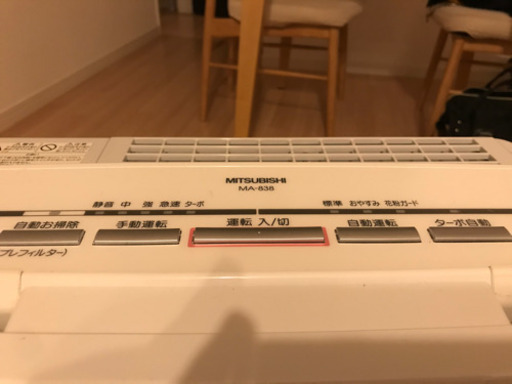 MITSUBISHI
MA-838
静音 中 強 急速 ターボ
標準 おやすみ 花粉ガード
自動お掃除
手動運転
運転 入/切
自動運転
ターボ自動
(プレフィルター)